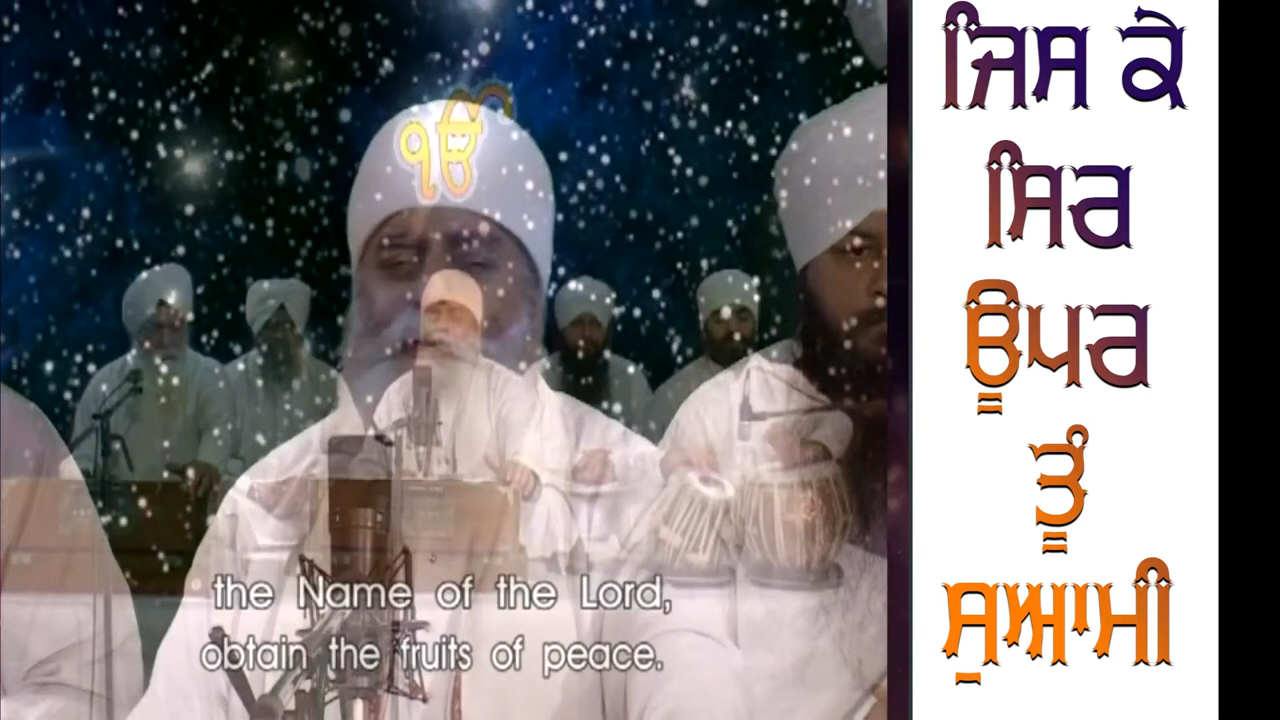 ੴ
the Name of the Lord,
obtain the fruits of peace.
ਜਿਸ ਕੇ
ਸਿਰ
ਊਪਰ
ਤੂੰ
ਸੁਆਮੀ